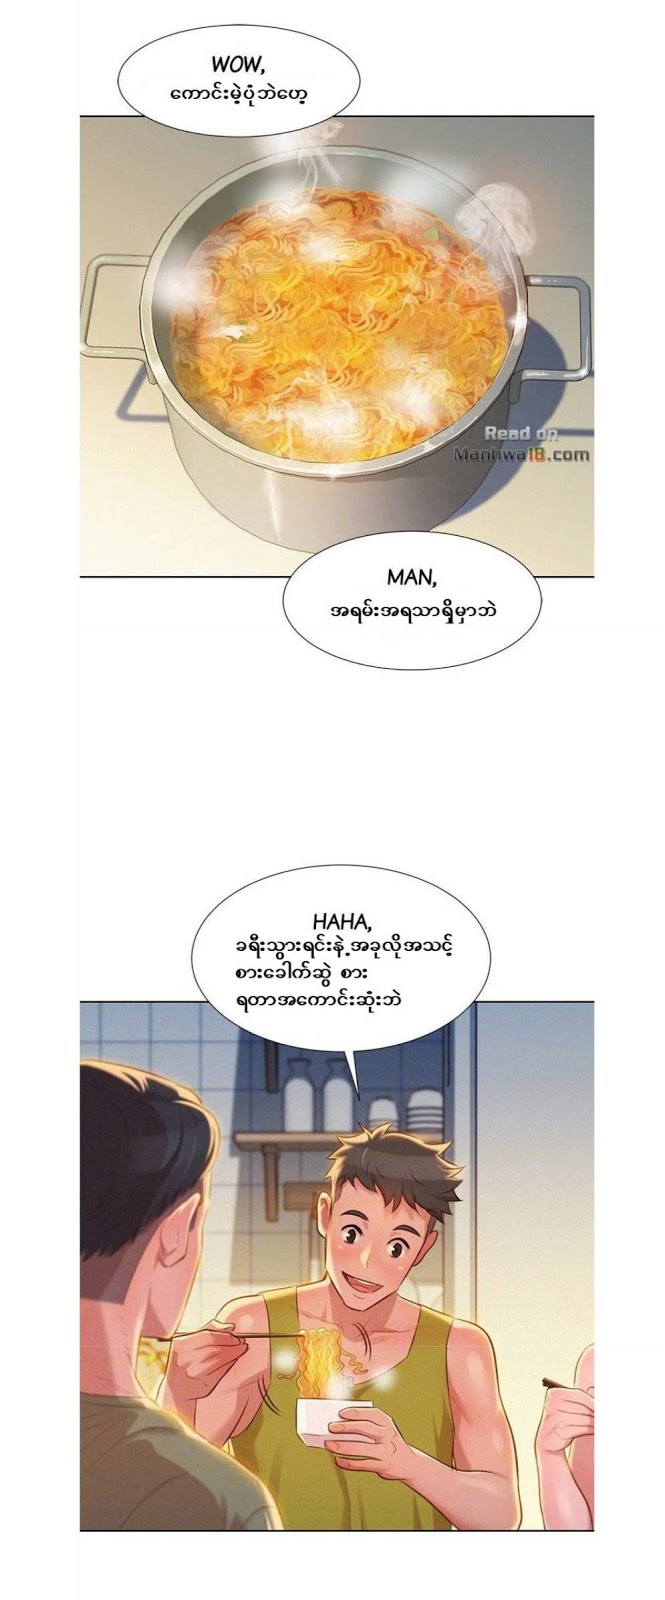 WOW,
ကောင်းမဲ့ပုံဘဲဟေ့
Read on
Manhwa18.com
MAN,
အရမ်းအရသာရှိမှာဘဲ
HAHA,
ခရီးသွားရင်းနဲ့အခုလိုအသင့်
စားခေါက်ဆွဲ စား
ရတာအကောင်းဆုံးဘဲ